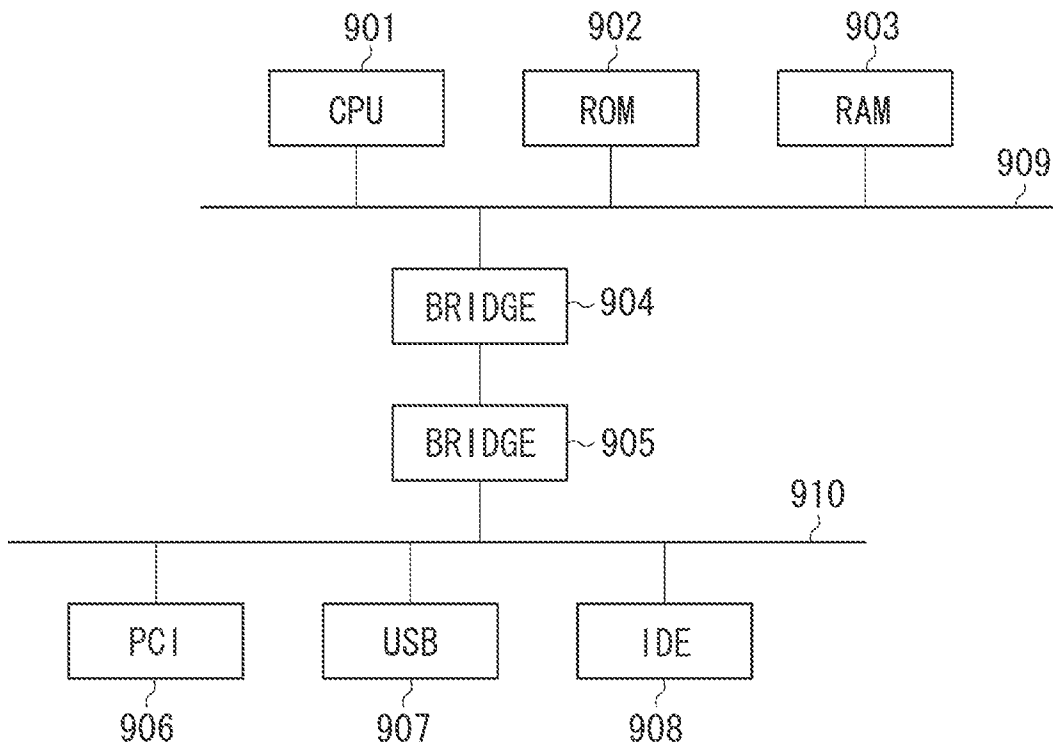 901
902
903
CPU
ROM
RAM
909
BRIDGE
904
BRIDGE
905
910
PCI
USB
IDE
906
907
908